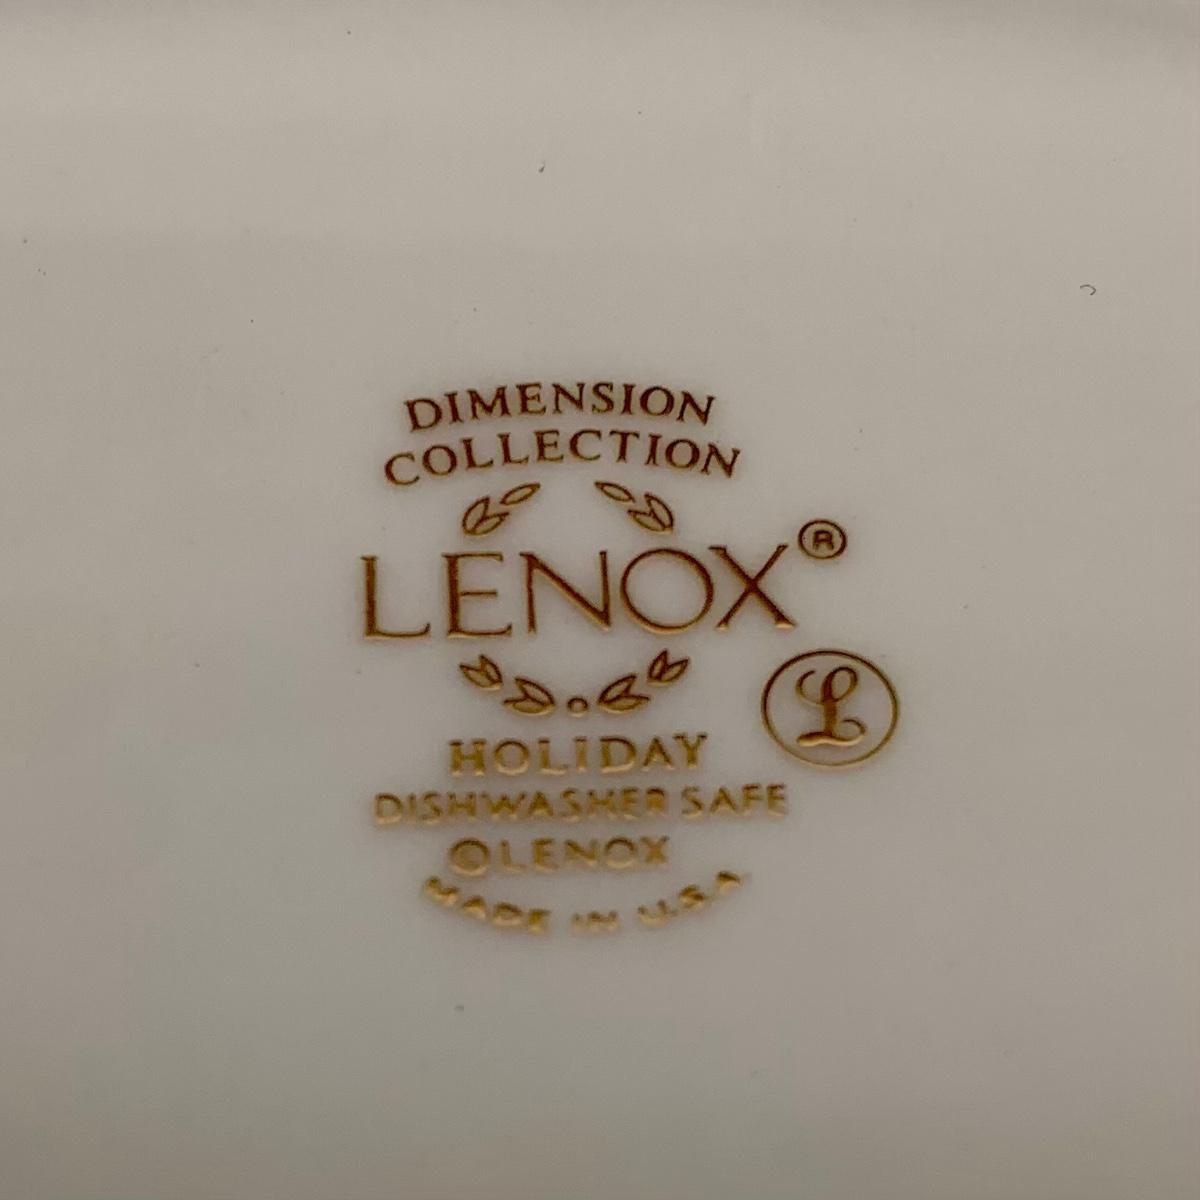 DIMENSION
COLLECTION
LENOX®
L
HOLIDAY
DISHWASHER SAFE
©LENOX
MADE IN U.S.A.